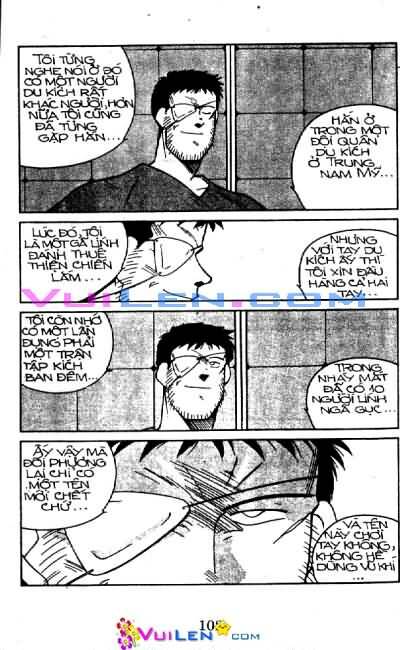 TÔI TỪNG
NGHE NÓI Ở ĐÓ
CÓ MỘT NGƯỜI
DU KÍCH RẤT
KHÁC NGƯỜI, HƠN
NỮA TÔI CŨNG
ĐÃ TỪNG
GẶP HẮN...
HẮN Ở
TRONG MỘT
ĐỘI QUÂN
DU KÍCH
Ở TRUNG
NAM MỸ...
LÚC ĐÓ, TÔI
LÀ MỘT GÃ LÍNH
ĐÁNH THUÊ
THIỆN CHIẾN
LẮM...
NHƯNG
VỚI TAY DU
KÍCH ẤY THÌ
TÔI XIN ĐẦU
HÀNG CẢ HAI
TAY...
VUILEN.COM
TÔI CÒN NHỚ
CÓ MỘT LẦN
ĐỤNG PHẢI
MỘT TRẬN
TẬP KÍCH
BAN ĐÊM...
TRONG
NHÁY MẮT
ĐÃ CÓ 10
NGƯỜI LÍNH
NGÃ GỤC...
ẤY VẬY MÀ
ĐỐI PHƯƠNG
LẠI CHỈ CÓ
MỘT TÊN
MỚI CHẾT
CHỨ...
VÀ TÊN
NÀY CHƠI
TAY KHÔNG,
KHÔNG HỀ
DÙNG VŨ KHÍ
...
VUILEN.COM